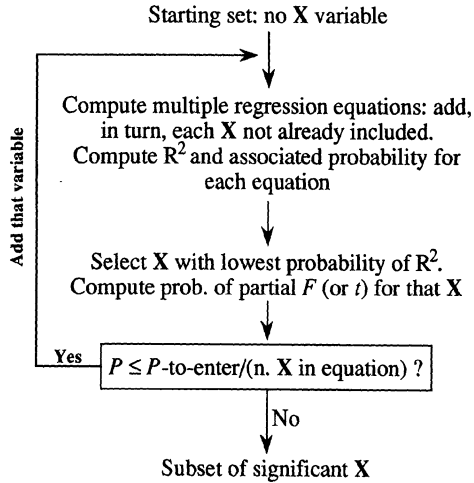 Starting set: no X variable
Add that variable
Compute multiple regression equations: add,
in turn, each X not already included.
Compute R² and associated probability for
each equation
Select X with lowest probability of R².
Compute prob. of partial F (or t) for that X
Yes
P ≤ P-to-enter/(n. X in equation) ?
No
Subset of significant X